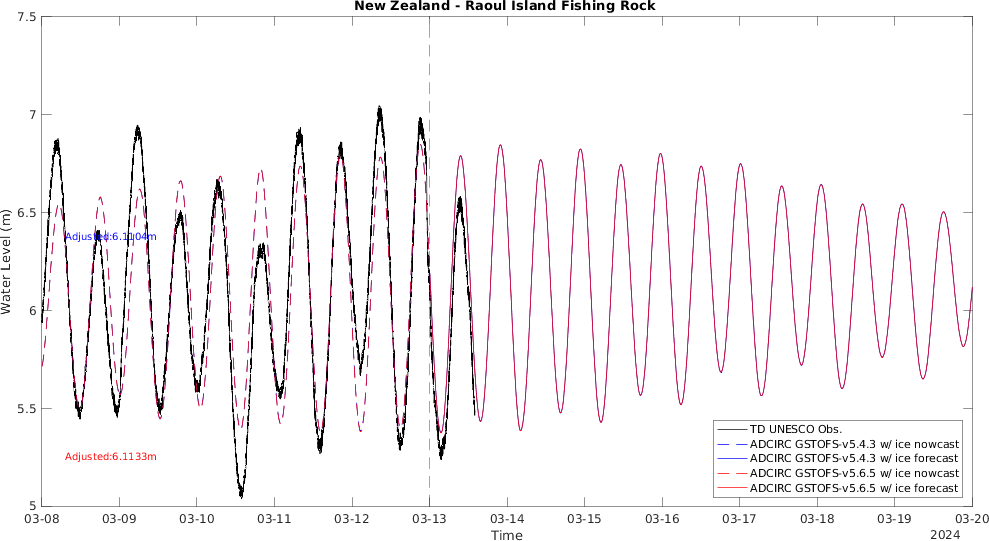 New Zealand - Raoul Island Fishing Rock
7.5
7
6.5
6
5.5
5
Water Level (m)
Adjusted:6.1104m
Adjusted:6.1133m
TD UNESCO Obs.
ADCIRC GSTOFS-v5.4.3 w/ ice nowcast
ADCIRC GSTOFS-v5.4.3 w/ ice forecast
ADCIRC GSTOFS-v5.6.5 w/ ice nowcast
ADCIRC GSTOFS-v5.6.5 w/ ice forecast
03-08 03-09 03-10 03-11 03-12 03-13 03-14 03-15 03-16 03-17 03-18 03-19 03-20
Time
2024